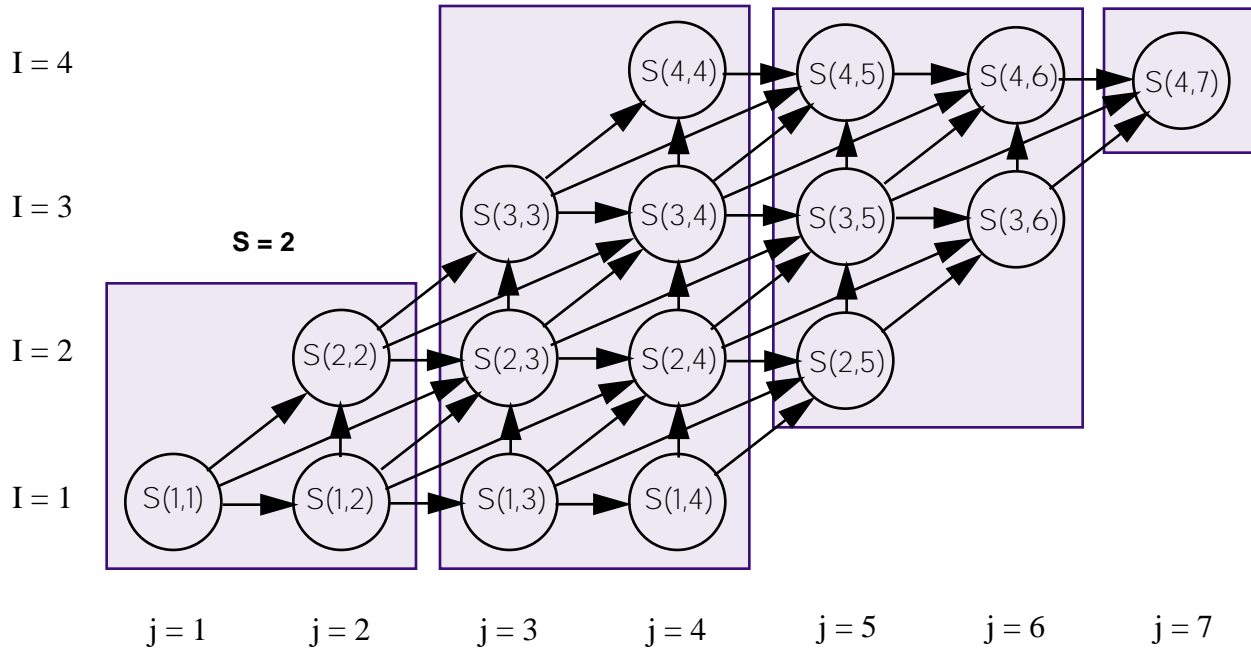 I = 4
S(4,4) S(4,5) S(4,6) S(4,7)
I = 3
S(3,3) S(3,4) S(3,5) S(3,6)
S = 2
I = 2
S(2,2) S(2,3) S(2,4) S(2,5)
I = 1
S(1,1) S(1,2) S(1,3) S(1,4)
j = 1 j = 2 j = 3 j = 4 j = 5 j = 6 j = 7